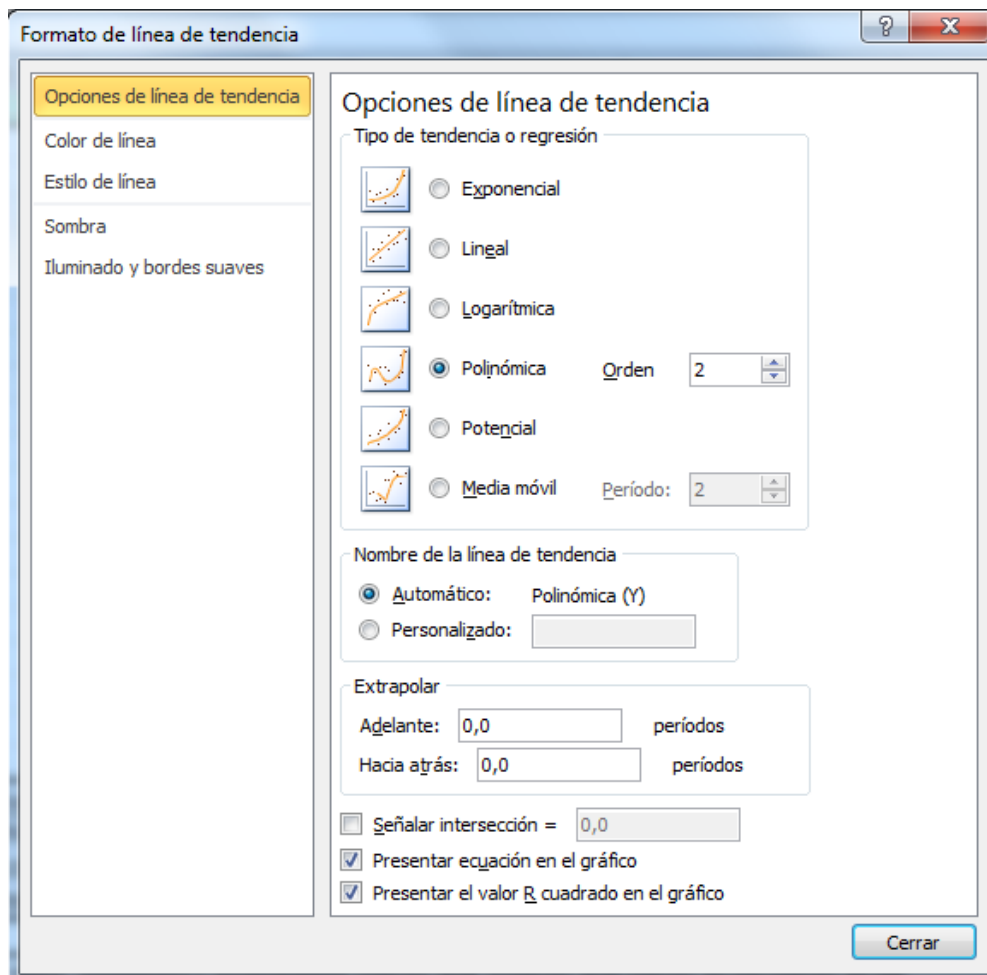 Formato de línea de tendencia
Opciones de línea de tendencia
Color de línea
Estilo de línea
Sombra
Iluminado y bordes suaves
Opciones de línea de tendencia
Tipo de tendencia o regresión
Exponencial
Lineal
Logarítmica
Polinómica Orden 2
Potencial
Media móvil Período: 2
Nombre de la línea de tendencia
Automático: Polinómica (Y)
Personalizado:
Extrapolar
Adelante: 0,0 períodos
Hacia atrás: 0,0 períodos
Señalar intersección = 0,0
Presentar ecuación en el gráfico
Presentar el valor R cuadrado en el gráfico
Cerrar